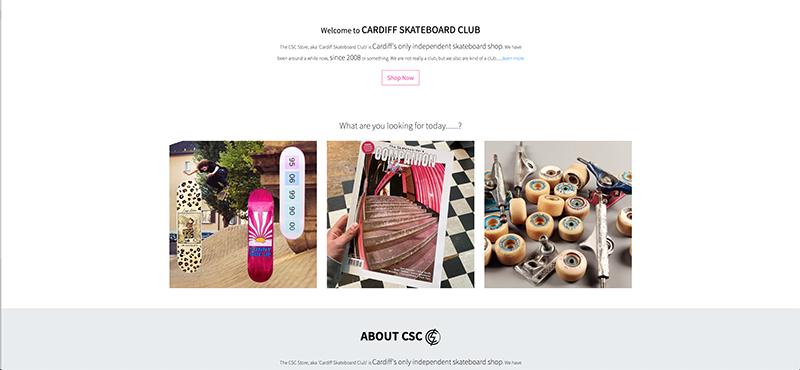 Welcome to CARDIFF SKATEBOARD CLUB
The CSC Store, aka 'Cardiff Skateboard Club' is Cardiff's only independent skateboard shop. We have
been around a while now, since 2008 or something. We are not really a club, but we also are kind of a club......learn more
Shop Now
What are you looking for today.......?
COMPANION
95
96
99
90
00
ABOUT CSC
The CSC Store, aka 'Cardiff Skateboard Club' is Cardiff's only independent skateboard shop. We have